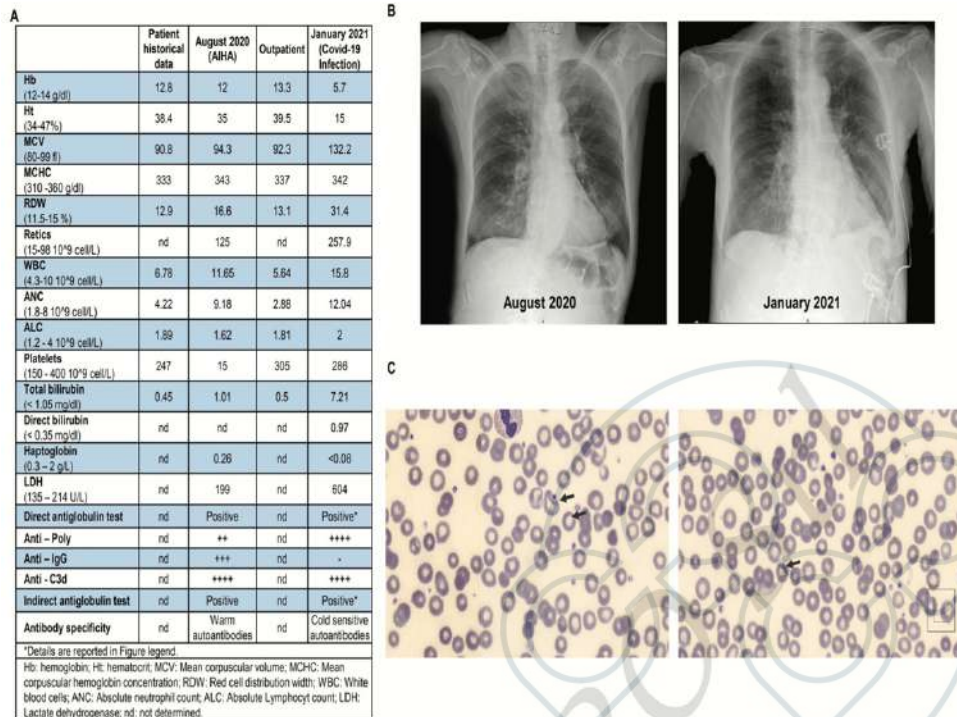 A
Patient historical data | August 2020 (AIHA) | Outpatient | January 2021 (Covid-19 Infection)
Hb (12-14 g/dl) | 12.8 | 12 | 13.3 | 5.7
Ht (34-47%) | 38.4 | 35 | 39.5 | 15
MCV (80-99 fl) | 90.8 | 94.3 | 92.3 | 132.2
MCHC (310 -360 g/dl) | 333 | 343 | 337 | 342
RDW (11.5-15 %) | 12.9 | 16.6 | 13.1 | 31.4
Retics (15-98 10^9 cell/L) | nd | 125 | nd | 257.9
WBC (4.3-10 10^9 cell/L) | 6.78 | 11.65 | 5.64 | 15.8
ANC (1.8-8 10^9 cell/L) | 4.22 | 9.18 | 2.88 | 12.04
ALC (1.2 - 4 10^9 cell/L) | 1.89 | 1.62 | 1.81 | 2
Platelets (150 - 400 10^9 cell/L) | 247 | 15 | 305 | 286
Total bilirubin (< 1.05 mg/dl) | 0.45 | 1.01 | 0.5 | 7.21
Direct bilirubin (< 0.35 mg/dl) | nd | nd | nd | 0.97
Haptoglobin (0.3 – 2 g/L) | nd | 0.26 | nd | <0.08
LDH (135 – 214 U/L) | nd | 199 | nd | 604
Direct antiglobulin test | nd | Positive | nd | Positive*
Anti – Poly | nd | ++ | nd | ++++
Anti – IgG | nd | +++ | nd | -
Anti - C3d | nd | ++++ | nd | ++++
Indirect antiglobulin test | nd | Positive | nd | Positive*
Antibody specificity | nd | Warm autoantibodies | nd | Cold sensitive autoantibodies
*Details are reported in Figure legend.
Hb: hemoglobin; Ht: hematocrit; MCV: Mean corpuscular volume; MCHC: Mean
corpuscular hemoglobin concentration; RDW: Red cell distribution width; WBC: White
blood cells; ANC: Absolute neutrophil count; ALC: Absolute Lymphocyt count; LDH:
Lactate dehydrogenase; nd: not determined.
B
August 2020
January 2021
C